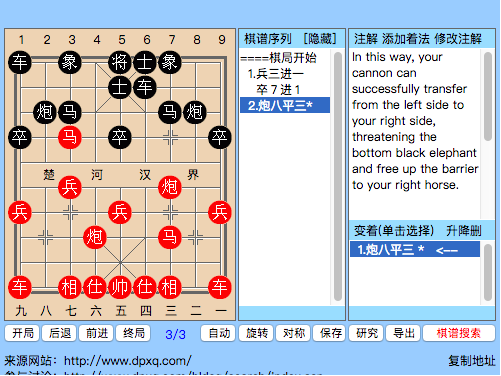 1 2 3 4 5 6 7 8 9
车 象 将 士 象
士 车
炮 马 马 炮
卒 马 卒 卒
楚 河 汉 界
兵 炮
兵 兵 兵
炮 马
车 相 仕 帅 仕 相 车
九 八 七 六 五 四 三 二 一
棋谱序列 [隐藏]
====棋局开始
1.兵三进一
卒7进1
2.炮八平三*
注解 添加着法 修改注解
In this way, your
cannon can
successfully transfer
from the left side to
your right side,
threatening the
bottom black elephant
and free up the barrier
to your right horse.
变着(单击选择) 升降删
1.炮八平三 * <--
开局 后退 前进 终局 3/3 自动 旋转 对称 保存 研究 导出 棋谱搜索
来源网站: http://www.dpxq.com/ 复制地址